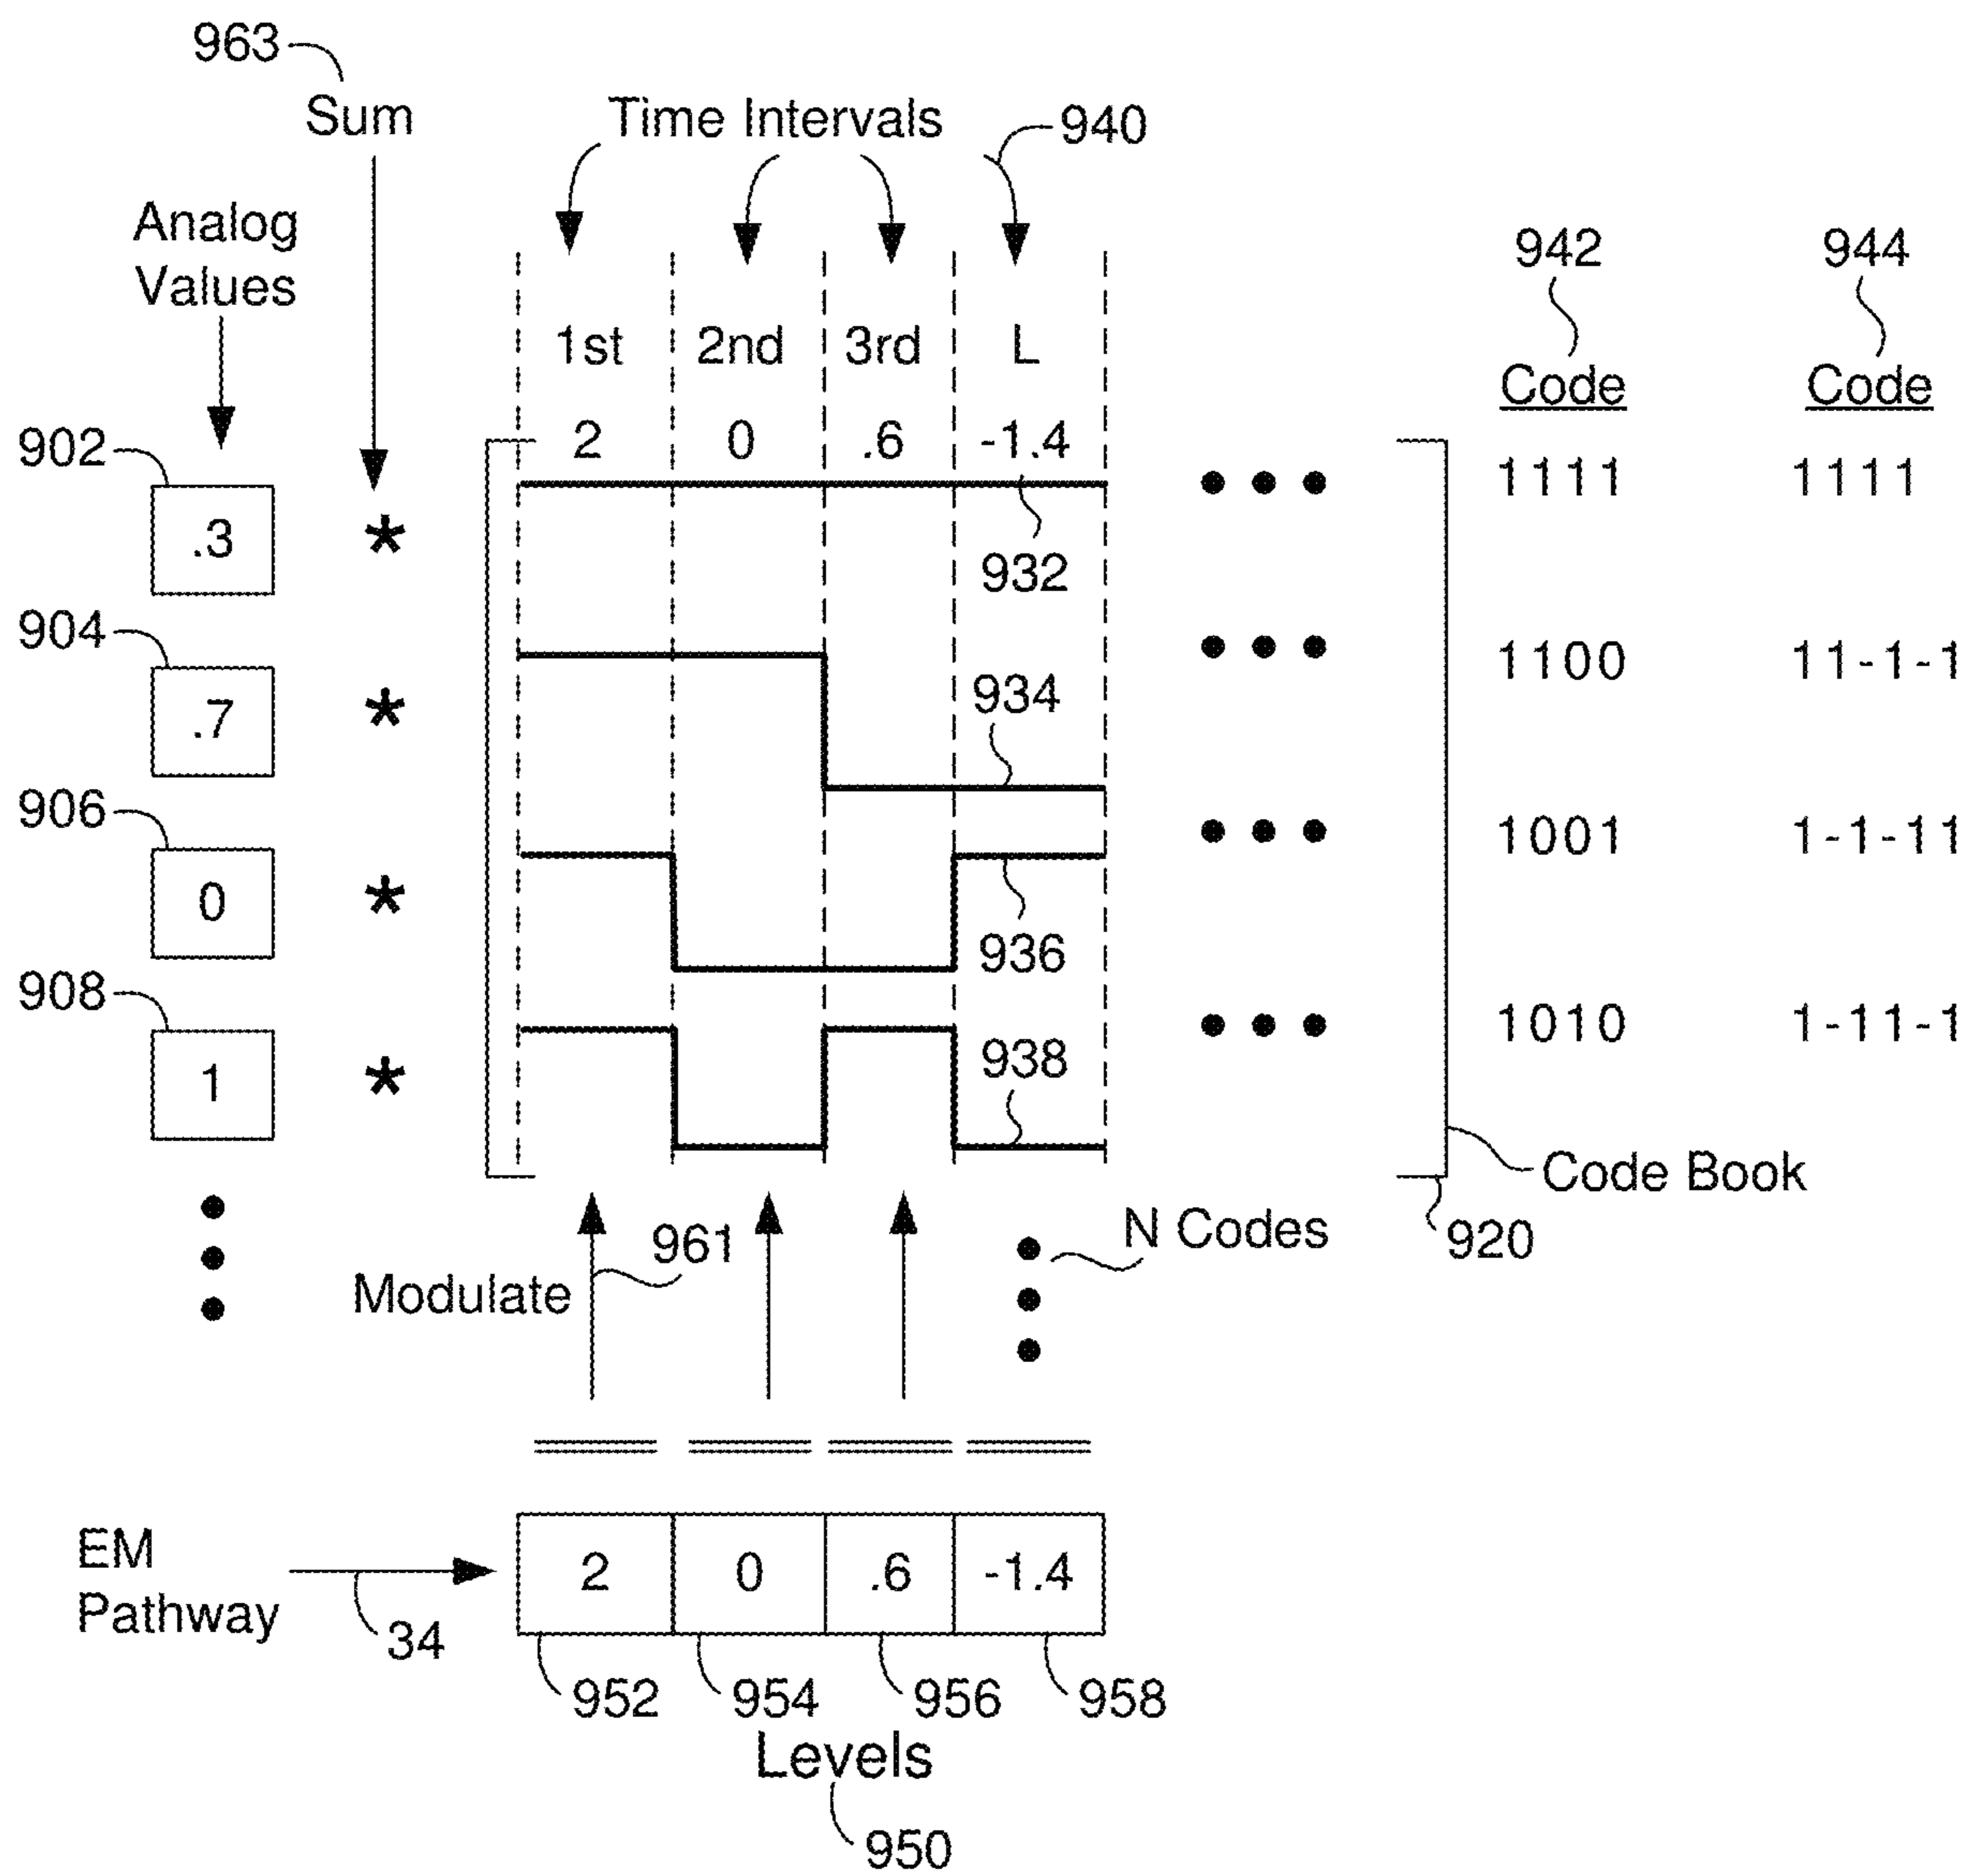 963
Sum
Time Intervals
940
Analog
Values
942
944
1st 2nd 3rd L
Code Code
2 0 .6 -1.4
902
.3
*
932
1111 1111
904
.7
*
934
1100 11-1-1
906
0
*
936
1001 1-1-11
908
1
*
938
1010 1-11-1
Code Book
920
N Codes
961
Modulate
EM
Pathway
34
2 0 .6 -1.4
952 954 956 958
Levels
950